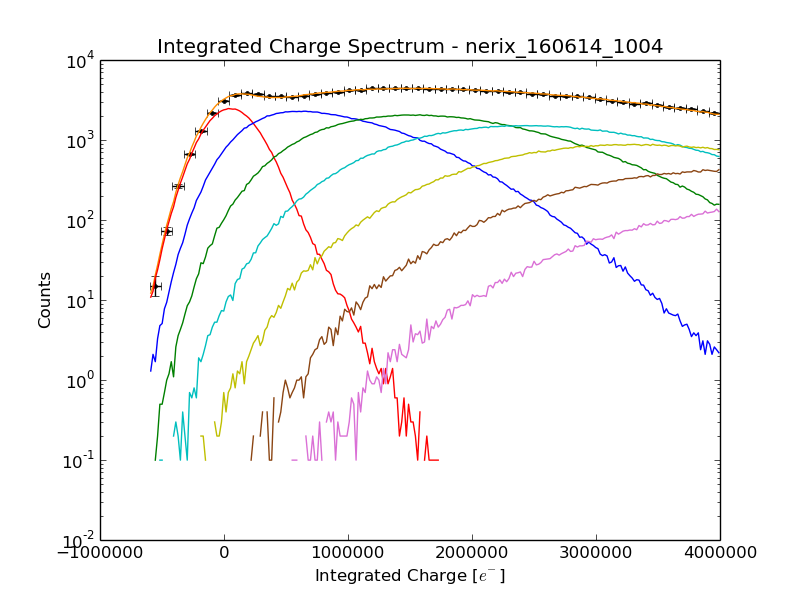 Integrated Charge Spectrum - nerix_160614_1004
Counts
10^4
10^3
10^2
10^1
10^0
10^-1
10^-2
−1000000 0 1000000 2000000 3000000 4000000
Integrated Charge [e^-]